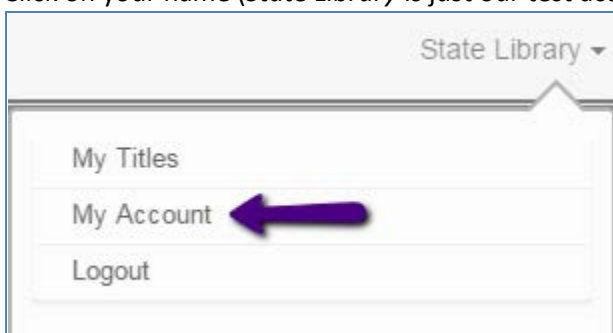 Click on your name (State Library is just our test acc
State Library
My Titles
My Account
Logout